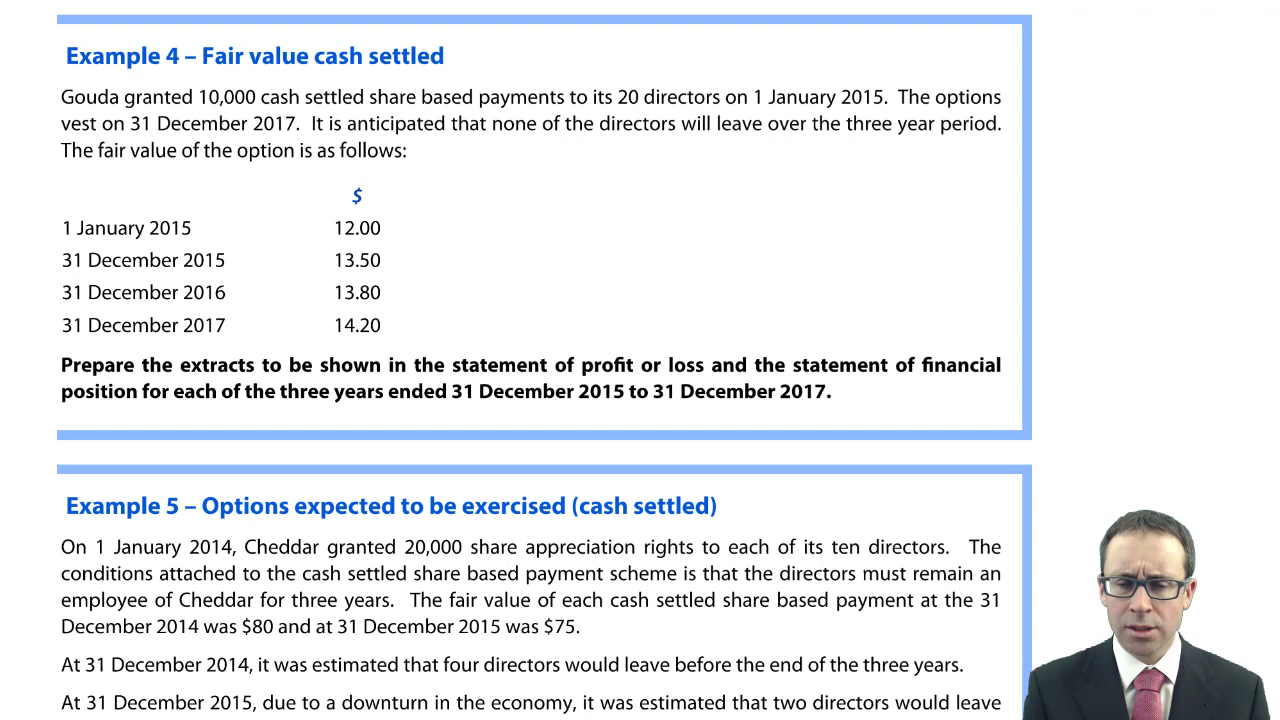 Example 4 – Fair value cash settled
Gouda granted 10,000 cash settled share based payments to its 20 directors on 1 January 2015. The options
vest on 31 December 2017. It is anticipated that none of the directors will leave over the three year period.
The fair value of the option is as follows:
$
1 January 2015 12.00
31 December 2015 13.50
31 December 2016 13.80
31 December 2017 14.20
Prepare the extracts to be shown in the statement of profit or loss and the statement of financial
position for each of the three years ended 31 December 2015 to 31 December 2017.
Example 5 – Options expected to be exercised (cash settled)
On 1 January 2014, Cheddar granted 20,000 share appreciation rights to each of its ten directors. The
conditions attached to the cash settled share based payment scheme is that the directors must remain an
employee of Cheddar for three years. The fair value of each cash settled share based payment at the 31
December 2014 was $80 and at 31 December 2015 was $75.
At 31 December 2014, it was estimated that four directors would leave before the end of the three years.
At 31 December 2015, due to a downturn in the economy, it was estimated that two directors would leave